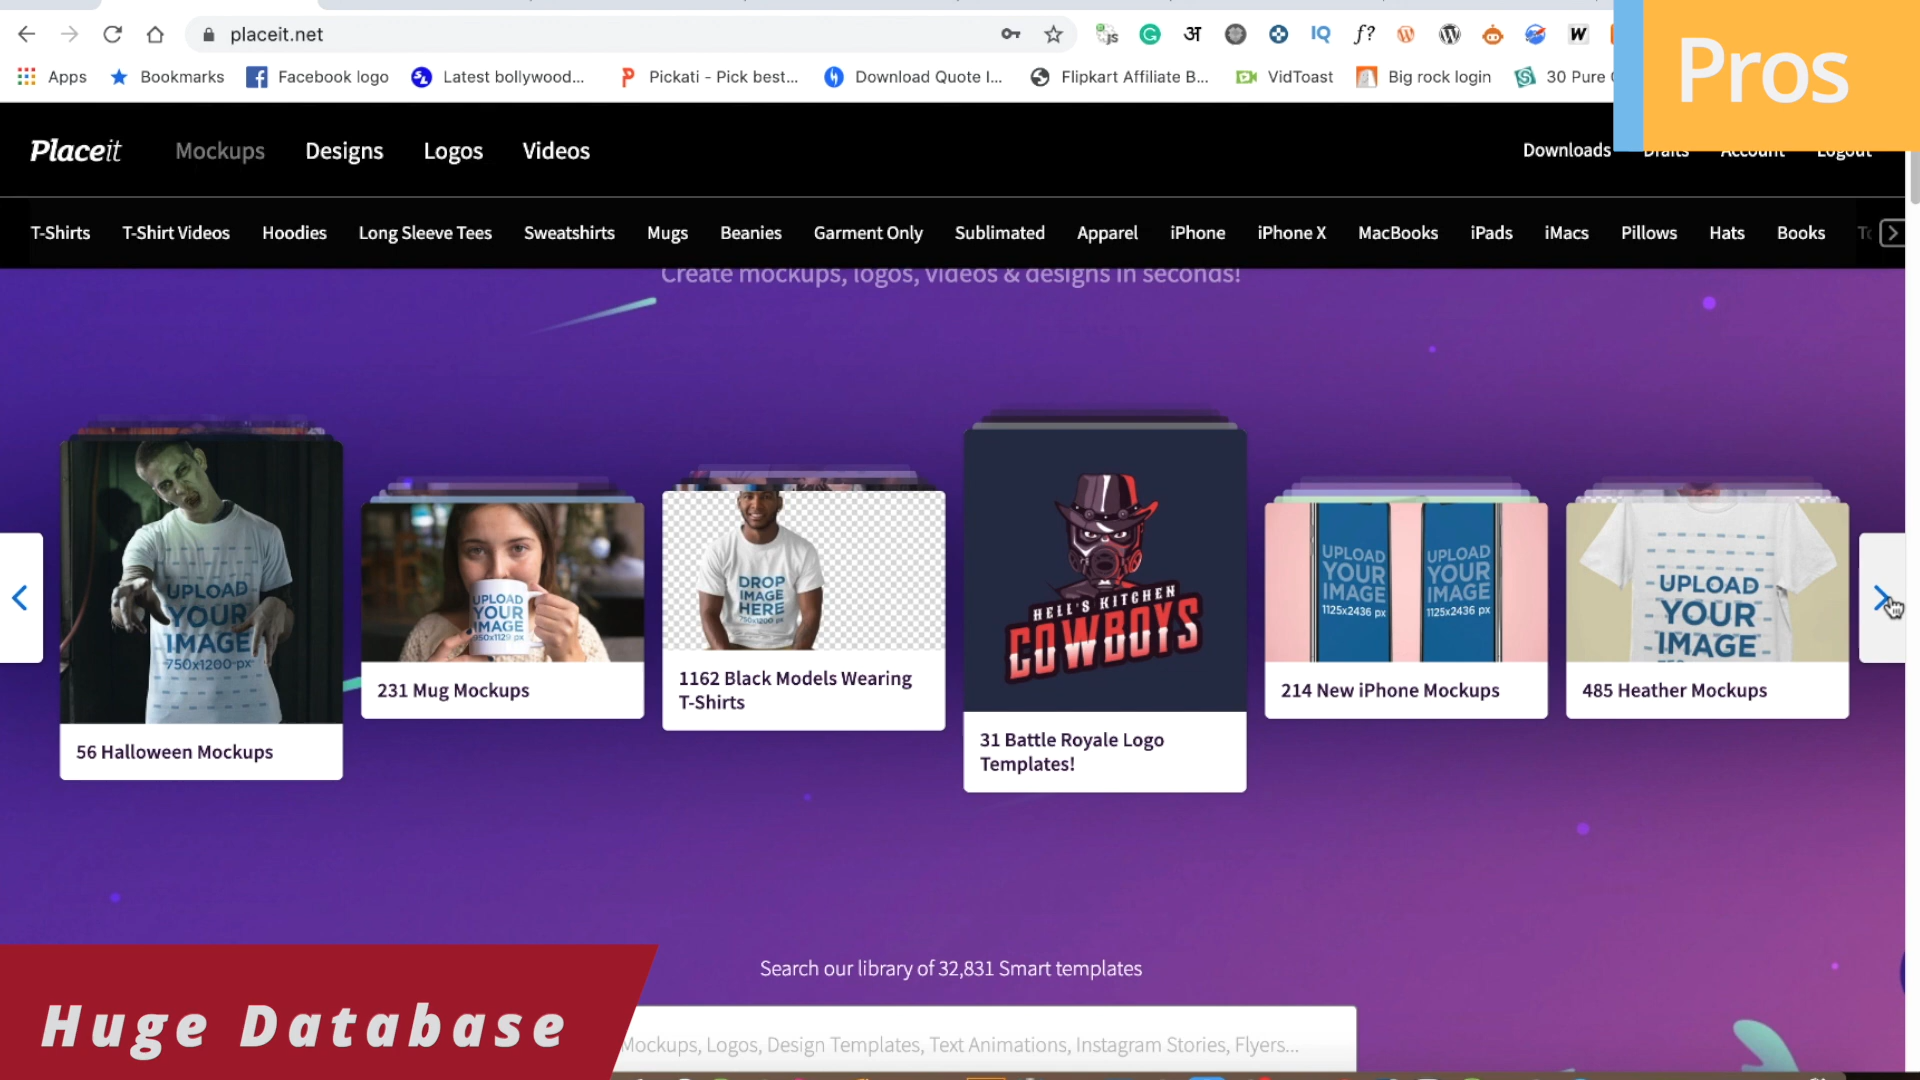 placeit.net
IQ
f?
Apps
Bookmarks
Facebook logo
Latest bollywood...
Pickati - Pick best...
Download Quote I...
Flipkart Affiliate B...
VidToast
Big rock login
30 Pure
Pros
Placeit
Mockups
Designs
Logos
Videos
Downloads
Drafts
Account
Logout
T-Shirts
T-Shirt Videos
Hoodies
Long Sleeve Tees
Sweatshirts
Mugs
Beanies
Garment Only
Sublimated
Apparel
iPhone
iPhone X
MacBooks
iPads
iMacs
Pillows
Hats
Books
Create mockups, logos, videos & designs in seconds!
UPLOAD
YOUR
IMAGE
750x1200 px
56 Halloween Mockups
UPLOAD
YOUR
IMAGE
231 Mug Mockups
DROP
IMAGE
HERE
1162 Black Models Wearing
T-Shirts
HELL'S KITCHEN
COWBOYS
31 Battle Royale Logo
Templates!
UPLOAD
YOUR
IMAGE
1125x2436 px
UPLOAD
YOUR
IMAGE
1125x2436 px
214 New iPhone Mockups
UPLOAD
YOUR
IMAGE
485 Heather Mockups
Search our library of 32,831 Smart templates
Mockups, Logos, Design Templates, Text Animations, Instagram Stories, Flyers...
Huge Database